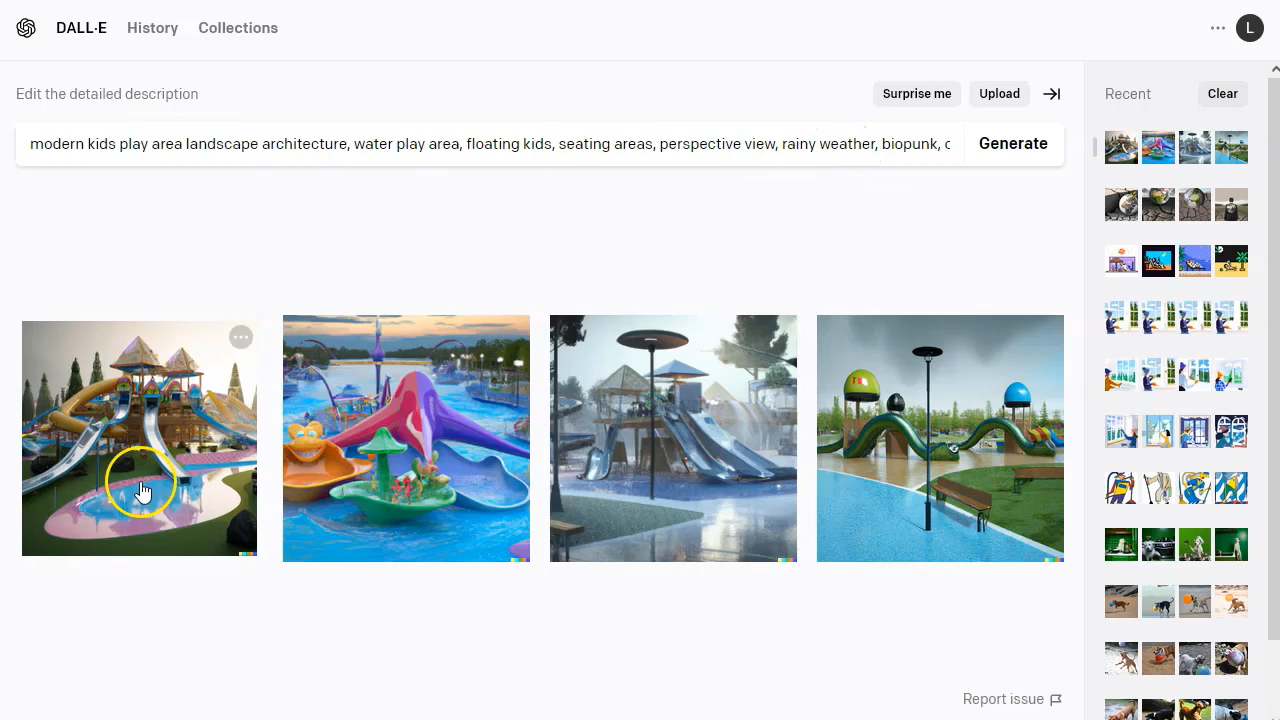 DALL·E History Collections
··· L
Edit the detailed description
Surprise me Upload
Recent Clear
modern kids play area landscape architecture, water play area, floating kids, seating areas, perspective view, rainy weather, biopunk, c
Generate
Report issue